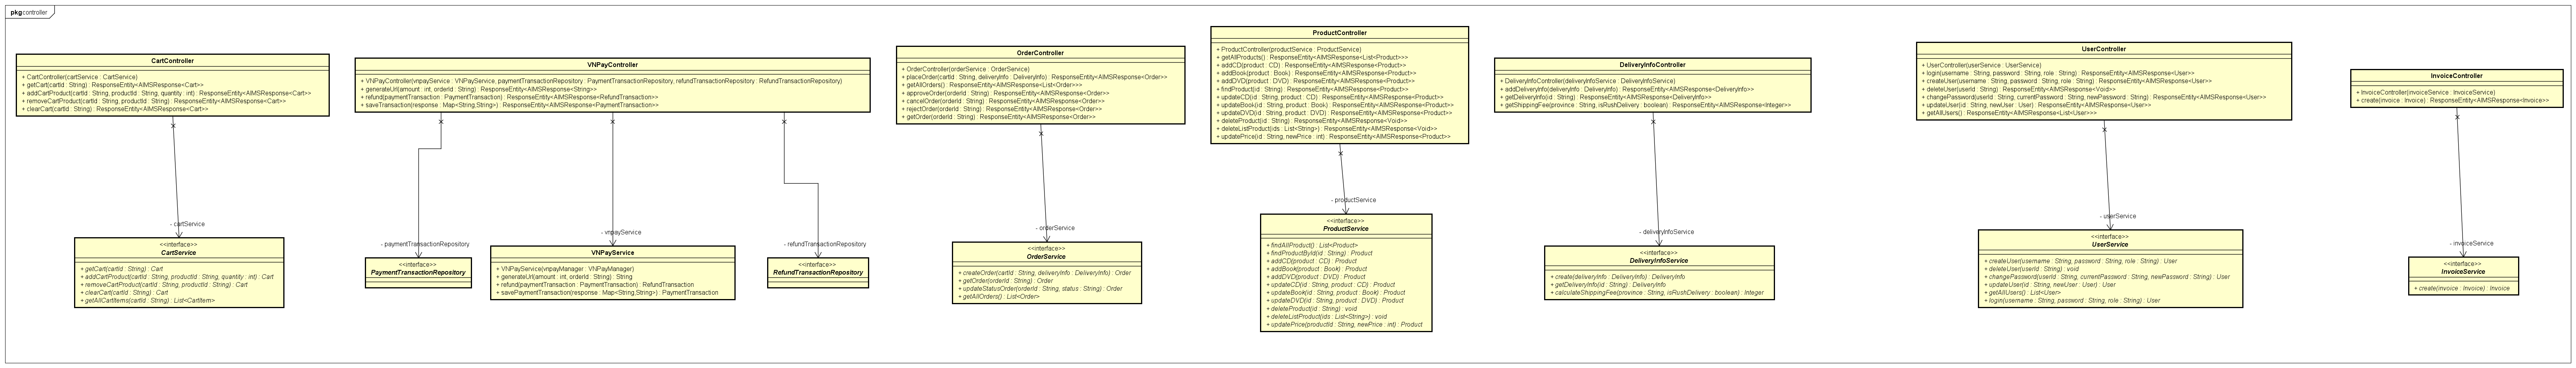 pkg controller
CartController
+ CartController(cartService : CartService)
+ getCart(cartId : String) : ResponseEntity<AIMSResponse<Cart>>
+ addCartProduct(cartId : String, productId : String, quantity : int) : ResponseEntity<AIMSResponse<Cart>>
+ removeCartProduct(cartId : String, productId : String) : ResponseEntity<AIMSResponse<Cart>>
+ clearCart(cartId : String) : ResponseEntity<AIMSResponse<Cart>>
- cartService
<<interface>>
CartService
+ getCart(cartId : String) : Cart
+ addCartProduct(cartId : String, productId : String, quantity : int) : Cart
+ removeCartProduct(cartId : String, productId : String) : Cart
+ clearCart(cartId : String) : Cart
+ getAllCartItems(cartId : String) : List<CartItem>
VNPayController
+ VNPayController(vnpayService : VNPayService, paymentTransactionRepository : PaymentTransactionRepository, refundTransactionRepository : RefundTransactionRepository)
+ generateUrl(amount : int, orderId : String) : ResponseEntity<AIMSResponse<String>>
+ refund(paymentTransaction : PaymentTransaction) : ResponseEntity<AIMSResponse<RefundTransaction>>
+ saveTransaction(response : Map<String,String>) : ResponseEntity<AIMSResponse<PaymentTransaction>>
- paymentTransactionRepository
<<interface>>
PaymentTransactionRepository
- vnpayService
VNPayService
+ VNPayService(vnpayManager : VNPayManager)
+ generateUrl(amount : int, orderId : String) : String
+ refund(paymentTransaction : PaymentTransaction) : RefundTransaction
+ savePaymentTransaction(response : Map<String,String>) : PaymentTransaction
- refundTransactionRepository
<<interface>>
RefundTransactionRepository
OrderController
+ OrderController(orderService : OrderService)
+ placeOrder(cartId : String, deliveryInfo : DeliveryInfo) : ResponseEntity<AIMSResponse<Order>>
+ getAllOrders() : ResponseEntity<AIMSResponse<List<Order>>>
+ approveOrder(orderId : String) : ResponseEntity<AIMSResponse<Order>>
+ cancelOrder(orderId : String) : ResponseEntity<AIMSResponse<Order>>
+ rejectOrder(orderId : String) : ResponseEntity<AIMSResponse<Order>>
+ getOrder(orderId : String) : ResponseEntity<AIMSResponse<Order>>
- orderService
<<interface>>
OrderService
+ createOrder(cartId : String, deliveryInfo : DeliveryInfo) : Order
+ getOrder(orderId : String) : Order
+ updateStatusOrder(orderId : String, status : String) : Order
+ getAllOrders() : List<Order>
ProductController
+ ProductController(productService : ProductService)
+ getAllProducts() : ResponseEntity<AIMSResponse<List<Product>>>
+ addCD(product : CD) : ResponseEntity<AIMSResponse<Product>>
+ addBook(product : Book) : ResponseEntity<AIMSResponse<Product>>
+ addDVD(product : DVD) : ResponseEntity<AIMSResponse<Product>>
+ findProduct(id : String) : ResponseEntity<AIMSResponse<Product>>
+ updateCD(id : String, product : CD) : ResponseEntity<AIMSResponse<Product>>
+ updateBook(id : String, product : Book) : ResponseEntity<AIMSResponse<Product>>
+ updateDVD(id : String, product : DVD) : ResponseEntity<AIMSResponse<Product>>
+ deleteProduct(id : String) : ResponseEntity<AIMSResponse<Void>>
+ deleteListProduct(ids : List<String>) : ResponseEntity<AIMSResponse<Void>>
+ updatePrice(id : String, newPrice : int) : ResponseEntity<AIMSResponse<Product>>
- productService
<<interface>>
ProductService
+ findAllProduct() : List<Product>
+ findProductById(id : String) : Product
+ addCD(product : CD) : Product
+ addBook(product : Book) : Product
+ addDVD(product : DVD) : Product
+ updateCD(id : String, product : CD) : Product
+ updateBook(id : String, product : Book) : Product
+ updateDVD(id : String, product : DVD) : Product
+ deleteProduct(id : String) : void
+ deleteListProduct(ids : List<String>) : void
+ updatePrice(productId : String, newPrice : int) : Product
DeliveryInfoController
+ DeliveryInfoController(deliveryInfoService : DeliveryInfoService)
+ addDeliveryInfo(deliveryInfo : DeliveryInfo) : ResponseEntity<AIMSResponse<DeliveryInfo>>
+ getDeliveryInfo(id : String) : ResponseEntity<AIMSResponse<DeliveryInfo>>
+ getShippingFee(province : String, isRushDelivery : boolean) : ResponseEntity<AIMSResponse<Integer>>
- deliveryInfoService
<<interface>>
DeliveryInfoService
+ create(deliveryInfo : DeliveryInfo) : DeliveryInfo
+ getDeliveryInfo(id : String) : DeliveryInfo
+ calculateShippingFee(province : String, isRushDelivery : boolean) : Integer
UserController
+ UserController(userService : UserService)
+ login(username : String, password : String, role : String) : ResponseEntity<AIMSResponse<User>>
+ createUser(username : String, password : String, role : String) : ResponseEntity<AIMSResponse<User>>
+ deleteUser(userId : String) : ResponseEntity<AIMSResponse<Void>>
+ changePassword(userId : String, currentPassword : String, newPassword : String) : ResponseEntity<AIMSResponse<User>>
+ updateUser(id : String, newUser : User) : ResponseEntity<AIMSResponse<User>>
+ getAllUsers() : ResponseEntity<AIMSResponse<List<User>>>
- userService
<<interface>>
UserService
+ createUser(username : String, password : String, role : String) : User
+ deleteUser(userId : String) : void
+ changePassword(userId : String, currentPassword : String, newPassword : String) : User
+ updateUser(id : String, newUser : User) : User
+ getAllUsers() : List<User>
+ login(username : String, password : String, role : String) : User
InvoiceController
+ InvoiceController(invoiceService : InvoiceService)
+ create(invoice : Invoice) : ResponseEntity<AIMSResponse<Invoice>>
- invoiceService
<<interface>>
InvoiceService
+ create(invoice : Invoice) : Invoice